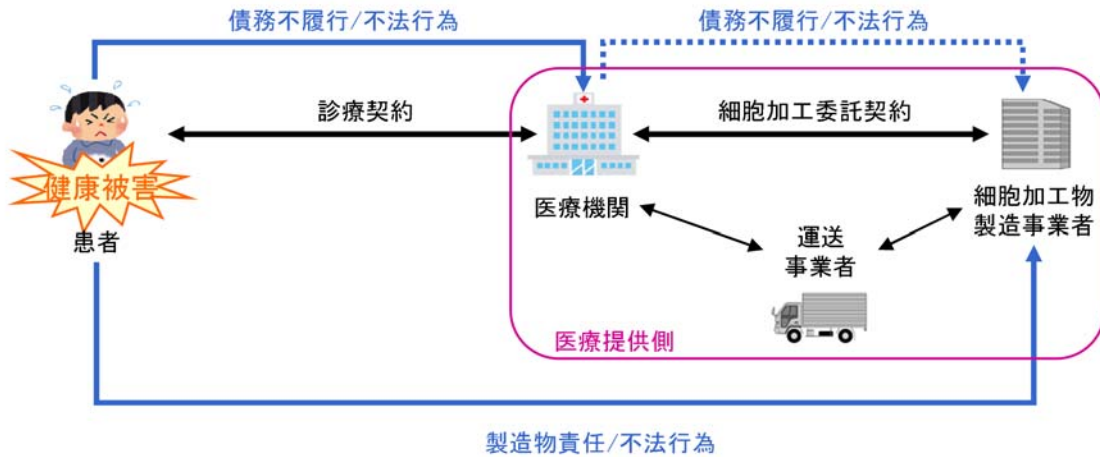 債務不履行/不法行為
債務不履行/不法行為
診療契約
細胞加工委託契約
健康被害
患者
医療機関
細胞加工物
製造事業者
運送
事業者
医療提供側
製造物責任/不法行為